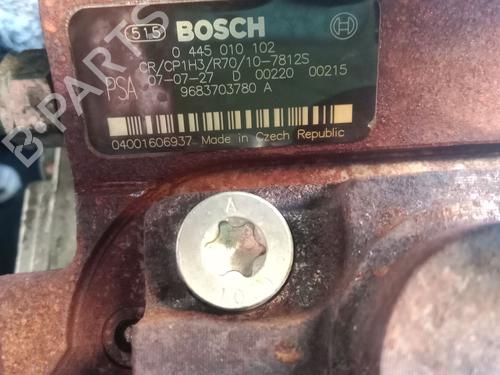 515 BOSCH
0 445 010 102
CR/CP1H3/R70/10-7812S
PSA 07-07-27 D 00220 00215
9683703780 A
04001606937 Made in Czech Republic
A
10
B-PARTS